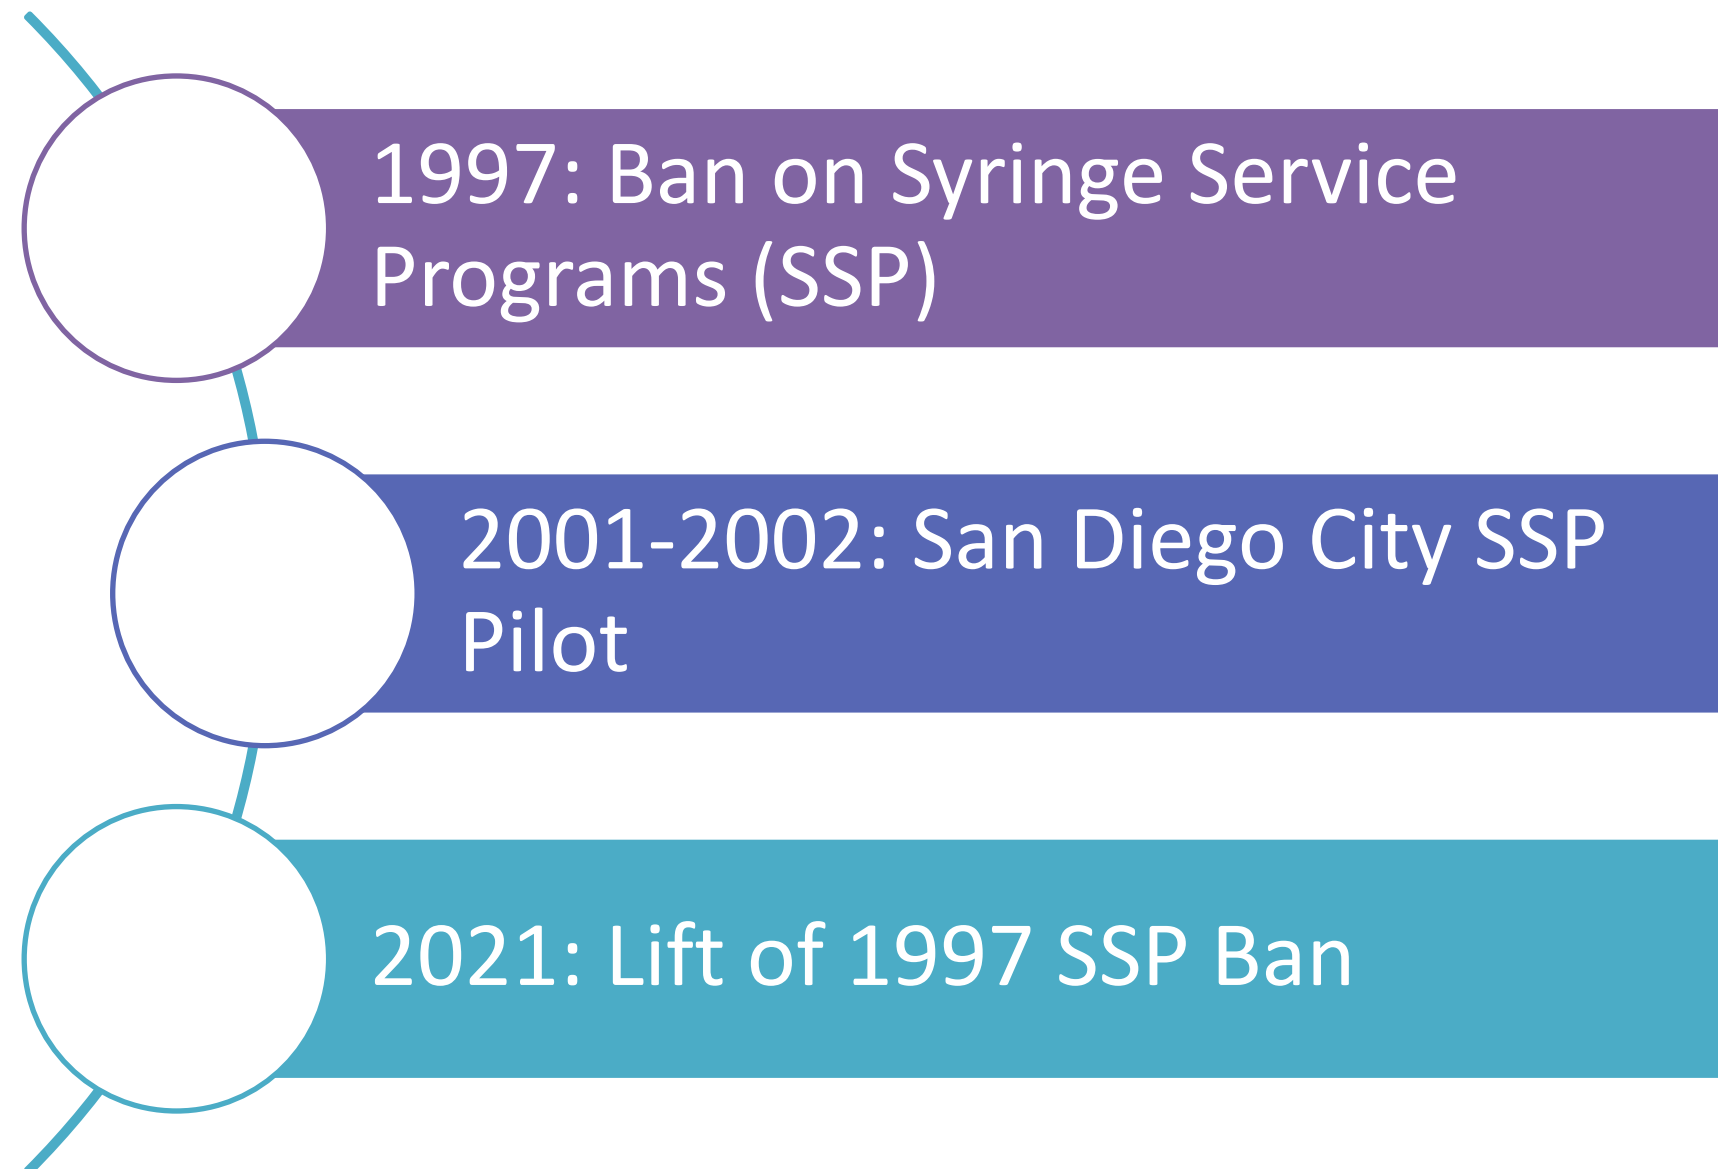 1997: Ban on Syringe Service
Programs (SSP)
2001-2002: San Diego City SSP
Pilot
2021: Lift of 1997 SSP Ban